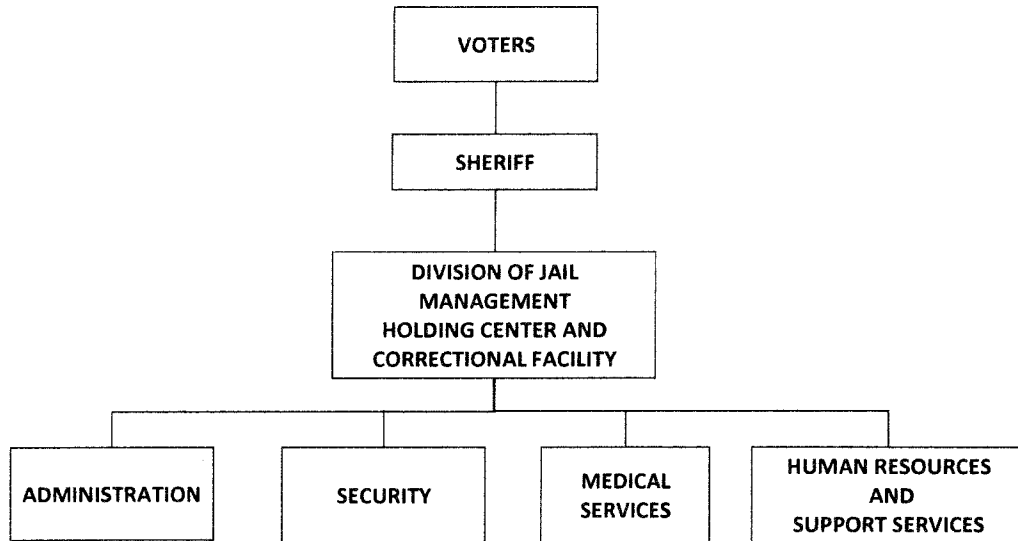 VOTERS
SHERIFF
DIVISION OF JAIL
MANAGEMENT
HOLDING CENTER AND
CORRECTIONAL FACILITY
ADMINISTRATION
SECURITY
MEDICAL
SERVICES
HUMAN RESOURCES
AND
SUPPORT SERVICES